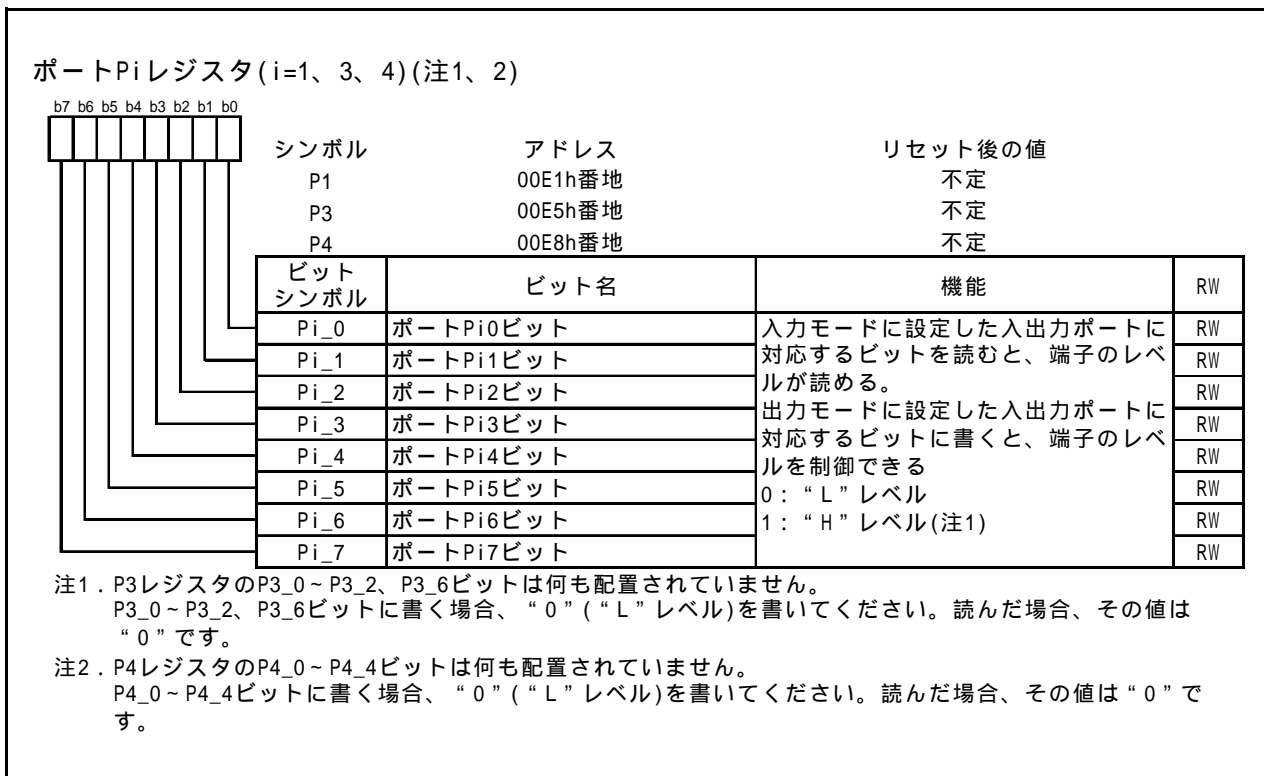 ポートPiレジスタ(i=1、3、4)(注1、2)
b7 b6 b5 b4 b3 b2 b1 b0
シンボル アドレス リセット後の値
P1 00E1h番地 不定
P3 00E5h番地 不定
P4 00E8h番地 不定
ビット
シンボル ビット名 機能 RW
Pi_0 ポートPi0ビット 入力モードに設定した入出力ポートに RW
Pi_1 ポートPi1ビット 対応するビットを読むと、端子のレベ RW
Pi_2 ポートPi2ビット ルが読める。 RW
Pi_3 ポートPi3ビット 出力モードに設定した入出力ポートに RW
Pi_4 ポートPi4ビット 対応するビットに書くと、端子のレベ RW
ルを制御できる
Pi_5 ポートPi5ビット 0:“L”レベル RW
Pi_6 ポートPi6ビット 1:“H”レベル(注1) RW
Pi_7 ポートPi7ビット RW
注1.P3レジスタのP3_0~P3_2、P3_6ビットは何も配置されていません。
P3_0~P3_2、P3_6ビットに書く場合、“0”(“L”レベル)を書いてください。読んだ場合、その値は
“0”です。
注2.P4レジスタのP4_0~P4_4ビットは何も配置されていません。
P4_0~P4_4ビットに書く場合、“0”(“L”レベル)を書いてください。読んだ場合、その値は“0”で
す。